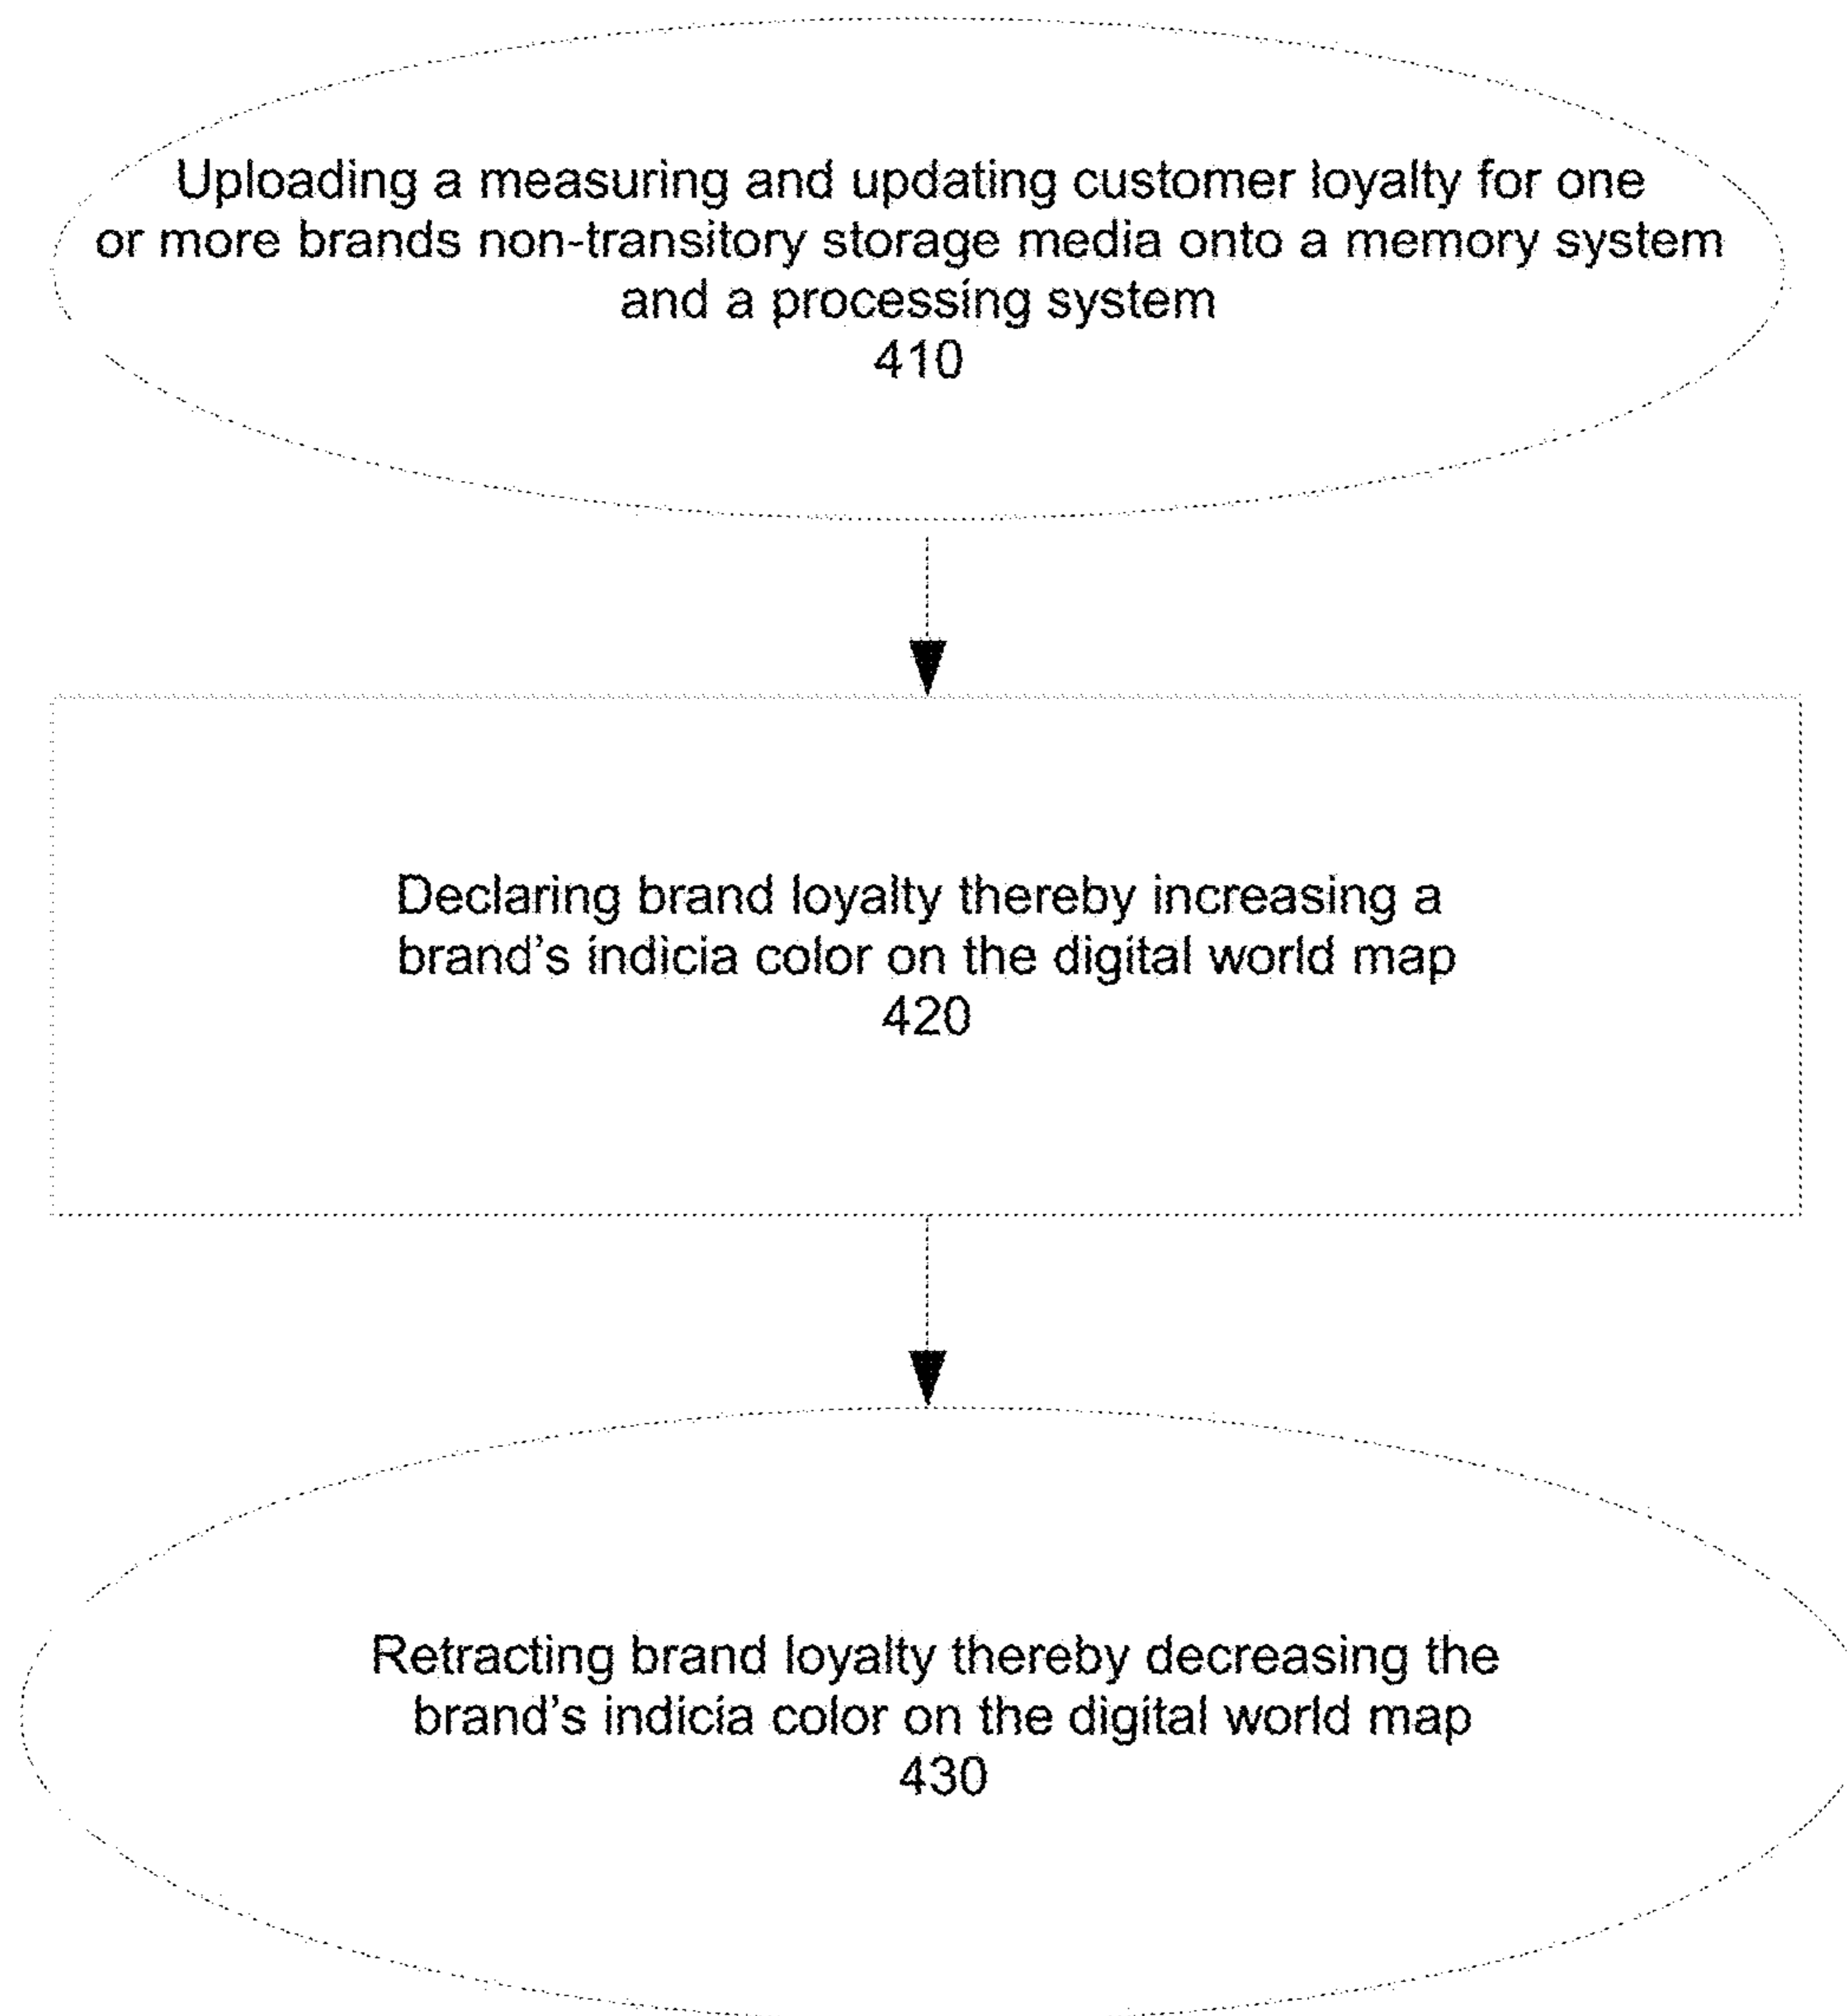 Uploading a measuring and updating customer loyalty for one
or more brands non-transitory storage media onto a memory system
and a processing system
410
Declaring brand loyalty thereby increasing a
brand's indicia color on the digital world map
420
Retracting brand loyalty thereby decreasing the
brand's indicia color on the digital world map
430